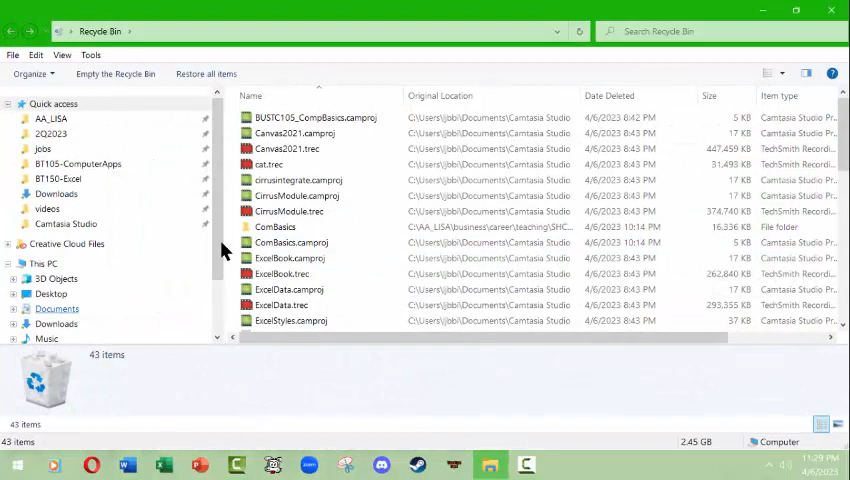 Recycle Bin
Search Recycle Bin
File Edit View Tools
Organize Empty the Recycle Bin Restore all items
Quick access
AA_LISA
2Q2023
jobs
BT105-ComputerApps
BT150-Excel
Downloads
videos
Camtasia Studio
Creative Cloud Files
This PC
3D Objects
Desktop
Documents
Downloads
Music
Name Original Location Date Deleted Size Item type
BUSTC105_CompBasics.camproj C:\Users\jjbbi\Documents\Camtasia Studio 4/6/2023 8:42 PM 5 KB Camtasia Studio Pr...
Canvas2021.camproj C:\Users\jjbbi\Documents\Camtasia Studio 4/6/2023 8:43 PM 17 KB Camtasia Studio Pr...
Canvas2021.trec C:\Users\jjbbi\Documents\Camtasia Studio 4/6/2023 8:43 PM 447,459 KB TechSmith Recordi...
cat.trec C:\Users\jjbbi\Documents\Camtasia Studio 4/6/2023 8:43 PM 31,493 KB TechSmith Recordi...
cirrusintegrate.camproj C:\Users\jjbbi\Documents\Camtasia Studio 4/6/2023 8:43 PM 17 KB Camtasia Studio Pr...
CirrusModule.camproj C:\Users\jjbbi\Documents\Camtasia Studio 4/6/2023 8:43 PM 17 KB Camtasia Studio Pr...
CirrusModule.trec C:\Users\jjbbi\Documents\Camtasia Studio 4/6/2023 8:43 PM 374,740 KB TechSmith Recordi...
ComBasics C:\AA_LISA\business\career\teaching\SHC... 4/6/2023 10:14 PM 16,336 KB File folder
ComBasics.camproj C:\Users\jjbbi\Documents\Camtasia Studio 4/6/2023 10:14 PM 5 KB Camtasia Studio Pr...
ExcelBook.camproj C:\Users\jjbbi\Documents\Camtasia Studio 4/6/2023 8:43 PM 17 KB Camtasia Studio Pr...
ExcelBook.trec C:\Users\jjbbi\Documents\Camtasia Studio 4/6/2023 8:43 PM 262,840 KB TechSmith Recordi...
ExcelData.camproj C:\Users\jjbbi\Documents\Camtasia Studio 4/6/2023 8:43 PM 17 KB Camtasia Studio Pr...
ExcelData.trec C:\Users\jjbbi\Documents\Camtasia Studio 4/6/2023 8:43 PM 293,355 KB TechSmith Recordi...
ExcelStyles.camproj C:\Users\jjbbi\Documents\Camtasia Studio 4/6/2023 8:43 PM 37 KB Camtasia Studio Pr...
43 items
43 items
43 items 2.45 GB Computer
11:29 PM
4/6/2023